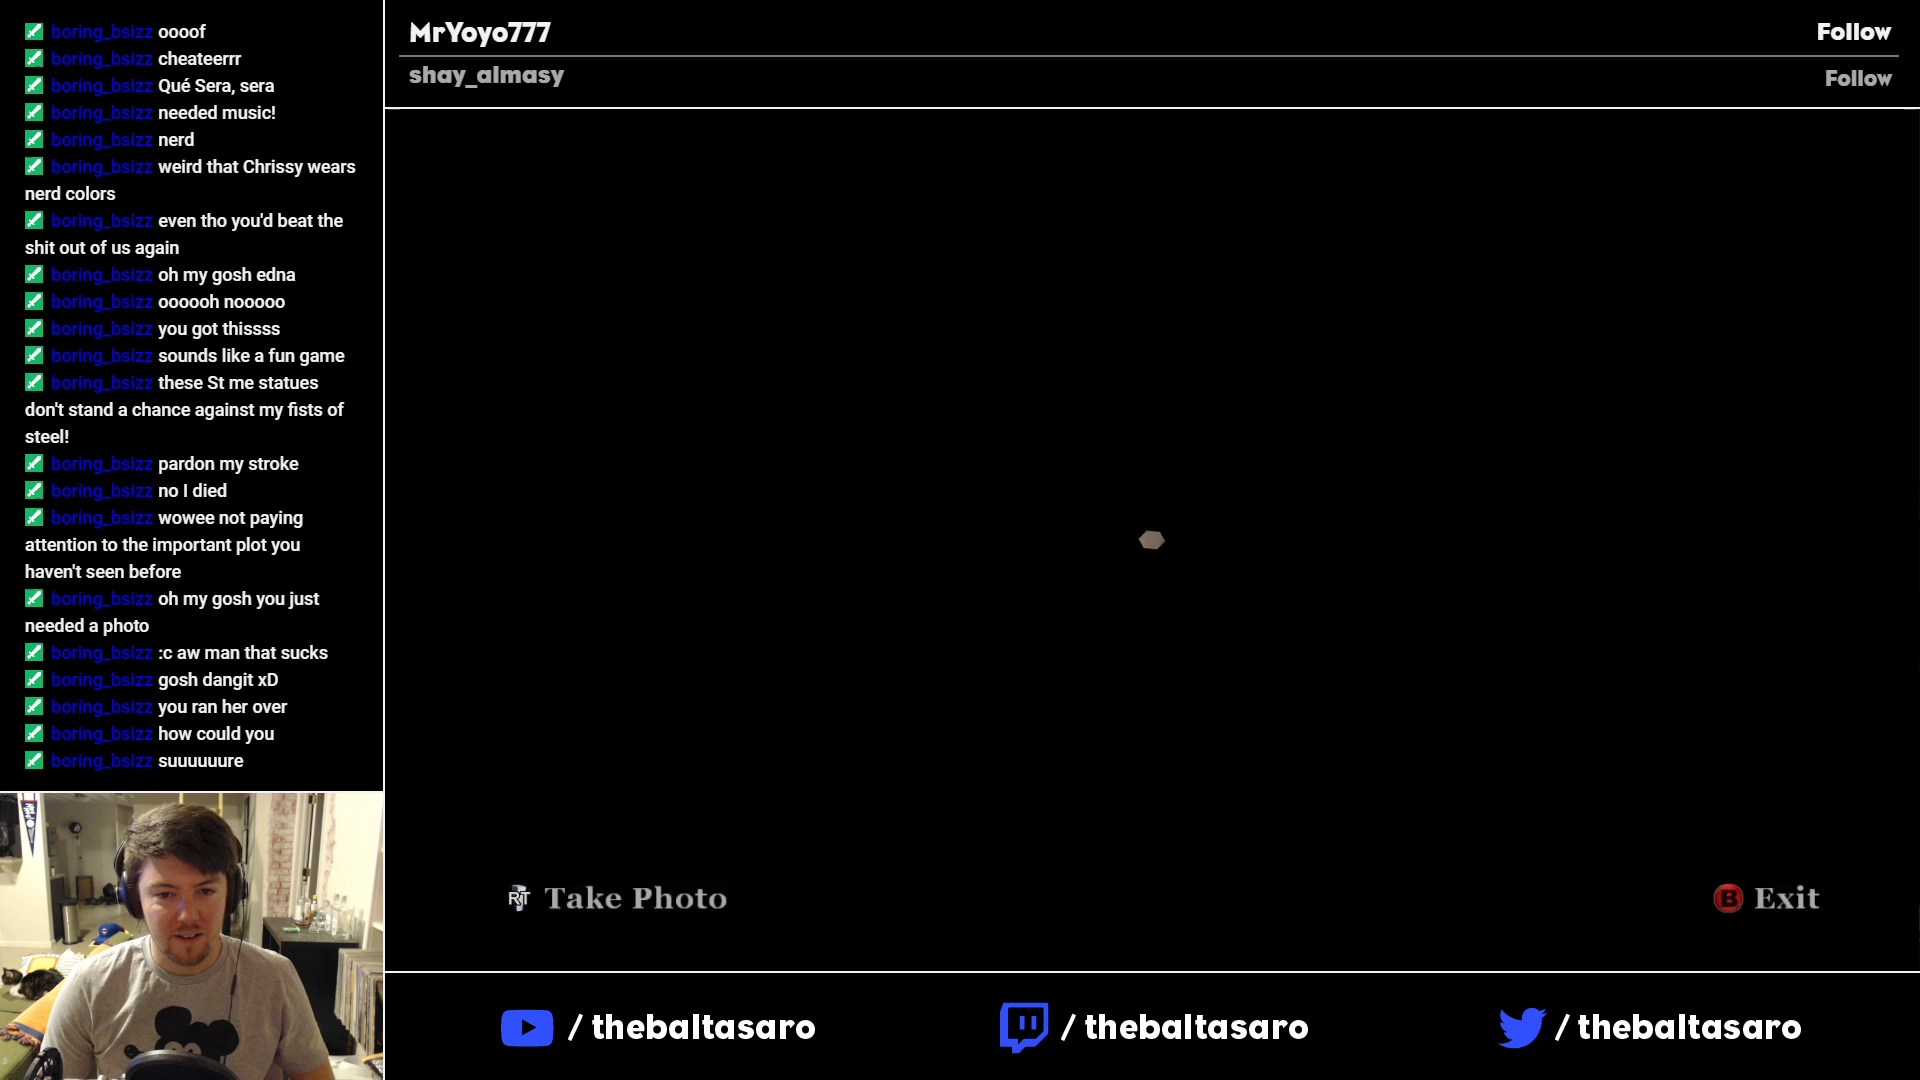 boring_bsizz oooof
boring_bsizz cheateerrr
boring_bsizz Qué Sera, sera
boring_bsizz needed music!
boring_bsizz nerd
boring_bsizz weird that Chrissy wears
nerd colors
boring_bsizz even tho you'd beat the
shit out of us again
boring_bsizz oh my gosh edna
boring_bsizz oooooh nooooo
boring_bsizz you got thissss
boring_bsizz sounds like a fun game
boring_bsizz these St me statues
don't stand a chance against my fists of
steel!
boring_bsizz pardon my stroke
boring_bsizz no I died
boring_bsizz wowee not paying
attention to the important plot you
haven't seen before
boring_bsizz oh my gosh you just
needed a photo
boring_bsizz :c aw man that sucks
boring_bsizz gosh dangit xD
boring_bsizz you ran her over
boring_bsizz how could you
boring_bsizz suuuuuure
MrYoyo777 Follow
shay_almasy Follow
RT Take Photo
B Exit
/ thebaltasaro / thebaltasaro / thebaltasaro